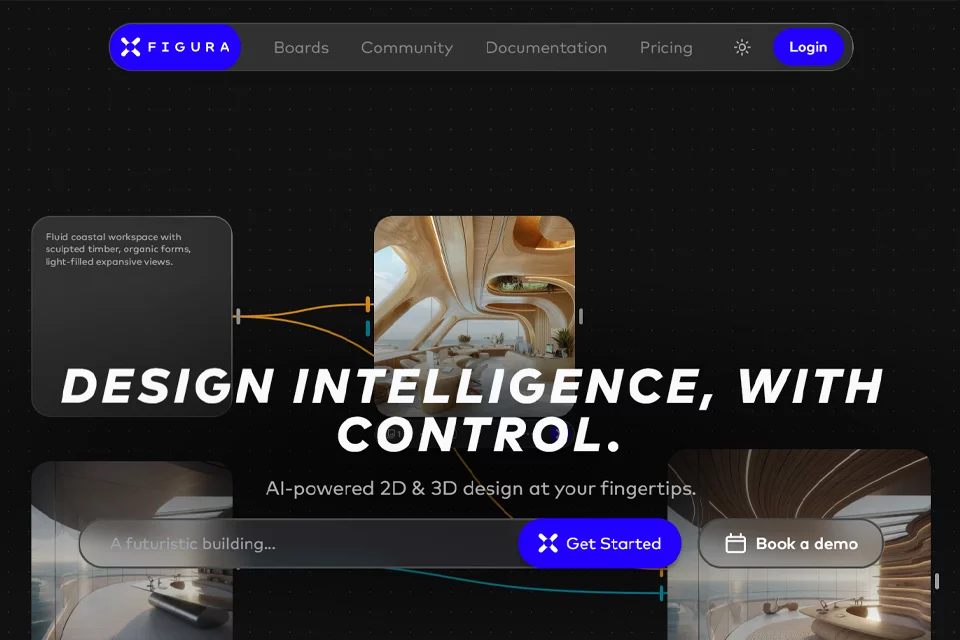 FIGURA
Boards
Community
Documentation
Pricing
Login
Fluid coastal workspace with
sculpted timber, organic forms,
light-filled expansive views.
DESIGN INTELLIGENCE, WITH
CONTROL.
AI-powered 2D & 3D design at your fingertips.
A futuristic building...
Get Started
Book a demo